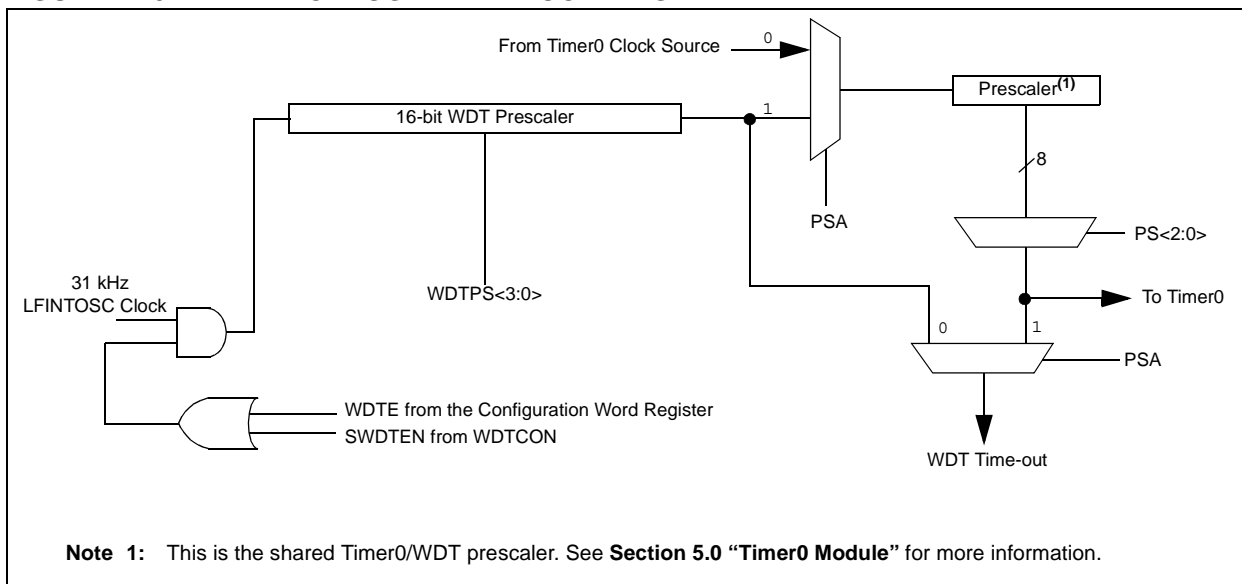 From Timer0 Clock Source
0
Prescaler(1)
16-bit WDT Prescaler
1
8
PSA
PS<2:0>
31 kHz
LFINTOSC Clock
WDTPS<3:0>
To Timer0
0
1
PSA
WDTE from the Configuration Word Register
SWDTEN from WDTCON
WDT Time-out
Note 1: This is the shared Timer0/WDT prescaler. See Section 5.0 “Timer0 Module” for more information.